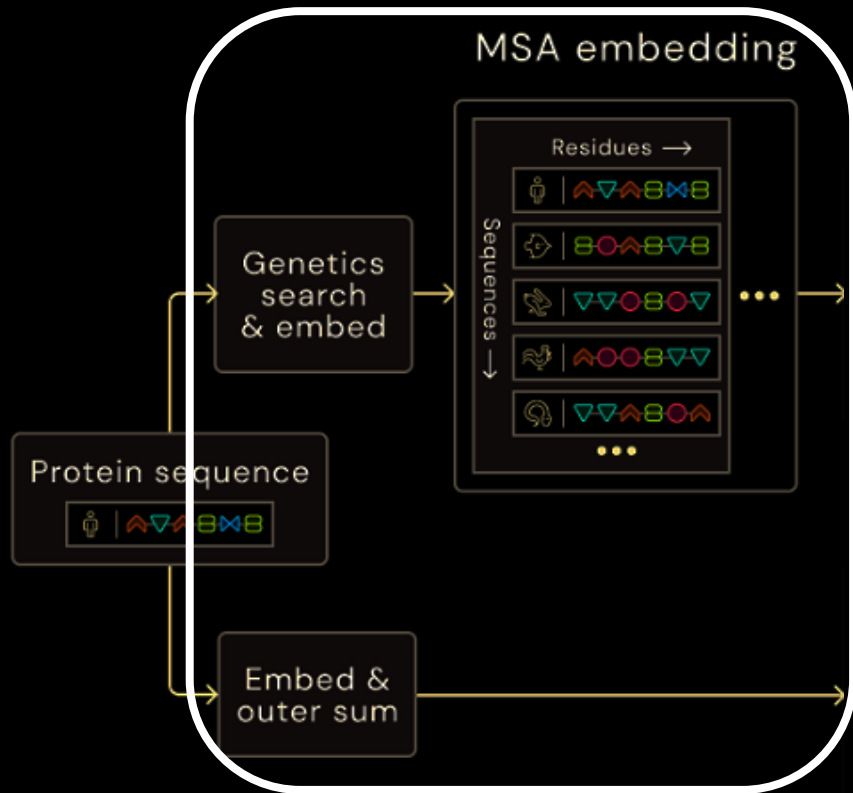 MSA embedding
Residues →
Sequences →
Genetics
search
& embed
Protein sequence
Embed &
outer sum